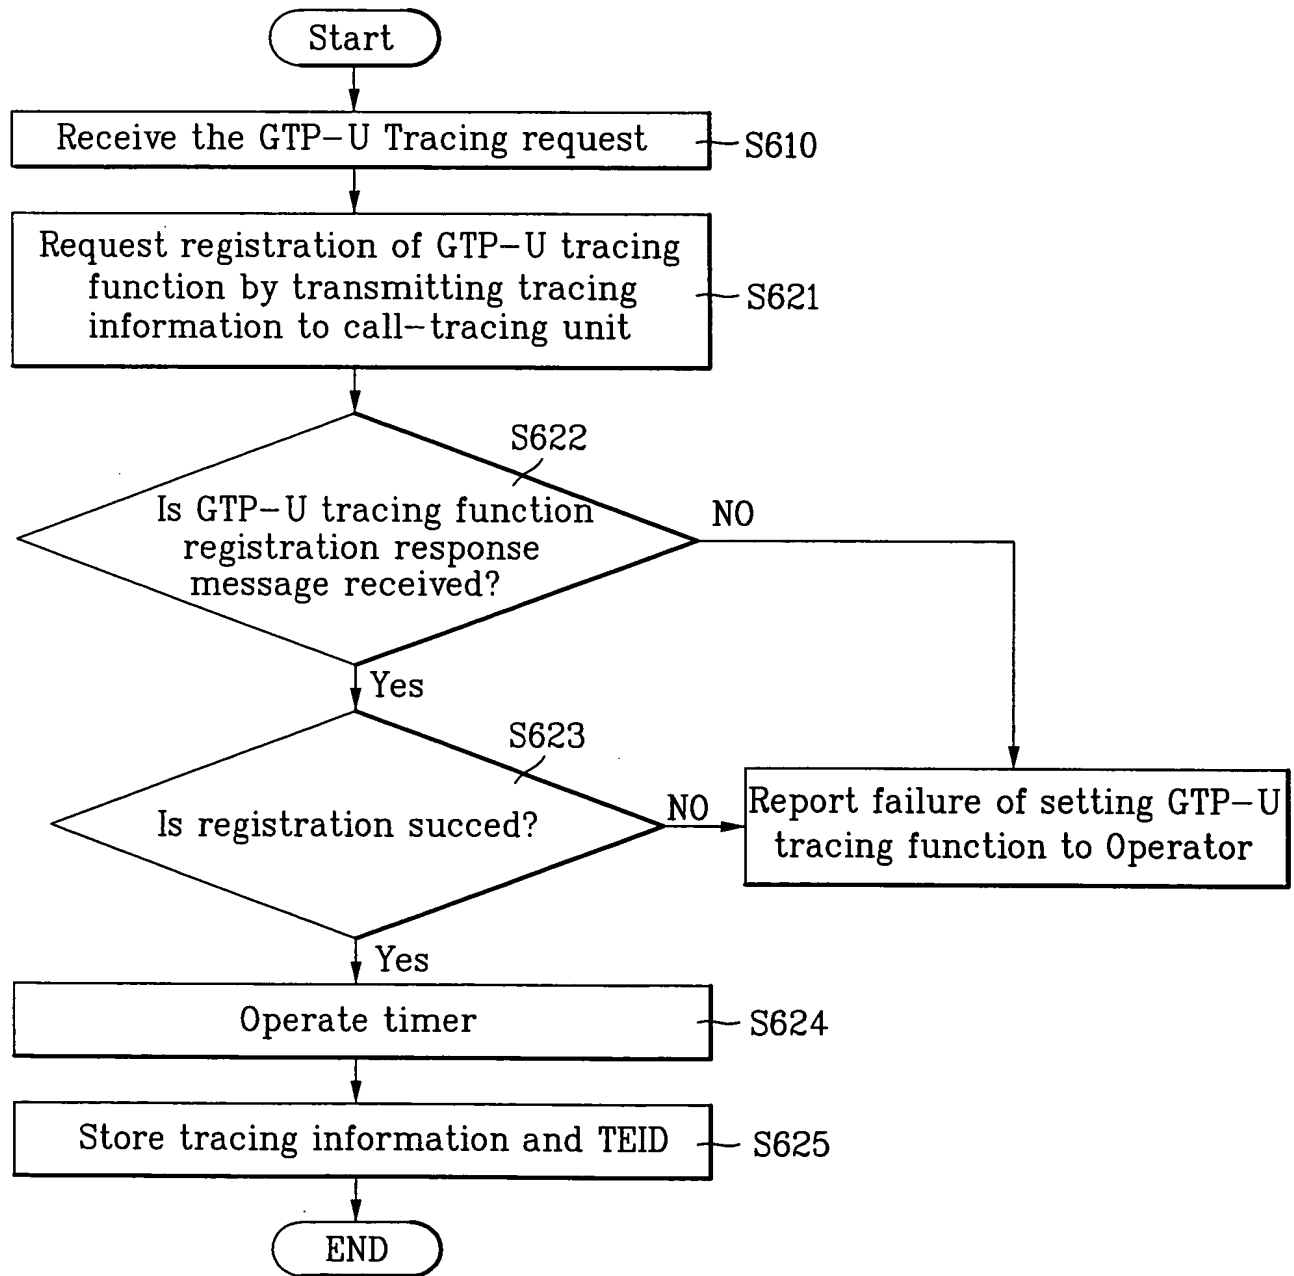 Start
Receive the GTP-U Tracing request
S610
Request registration of GTP-U tracing
function by transmitting tracing
information to call-tracing unit
S621
S622
Is GTP-U tracing function
registration response
message received?
NO
Yes
S623
Is registration succed?
NO
Report failure of setting GTP-U
tracing function to Operator
Yes
Operate timer
S624
Store tracing information and TEID
S625
END